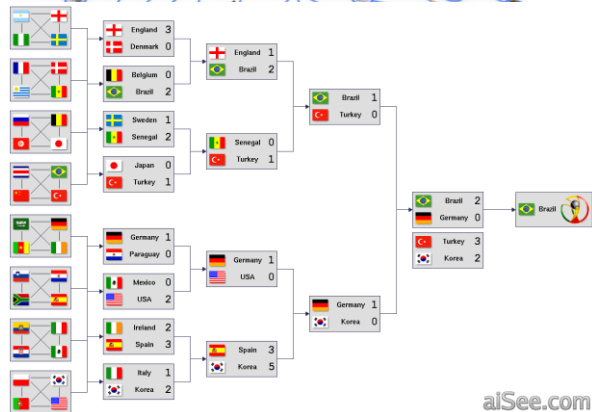 England 3
Denmark 0
Belgium 0
Brazil 2
Sweden 1
Senegal 2
Japan 0
Turkey 1
Germany 1
Paraguay 0
Mexico 0
USA 2
Ireland 2
Spain 3
Italy 1
Korea 2
England 1
Brazil 2
Senegal 0
Turkey 1
Germany 1
USA 0
Spain 3
Korea 5
Brazil 1
Turkey 0
Germany 1
Korea 0
Brazil 2
Germany 0
Turkey 3
Korea 2
Brazil
aiSee.com